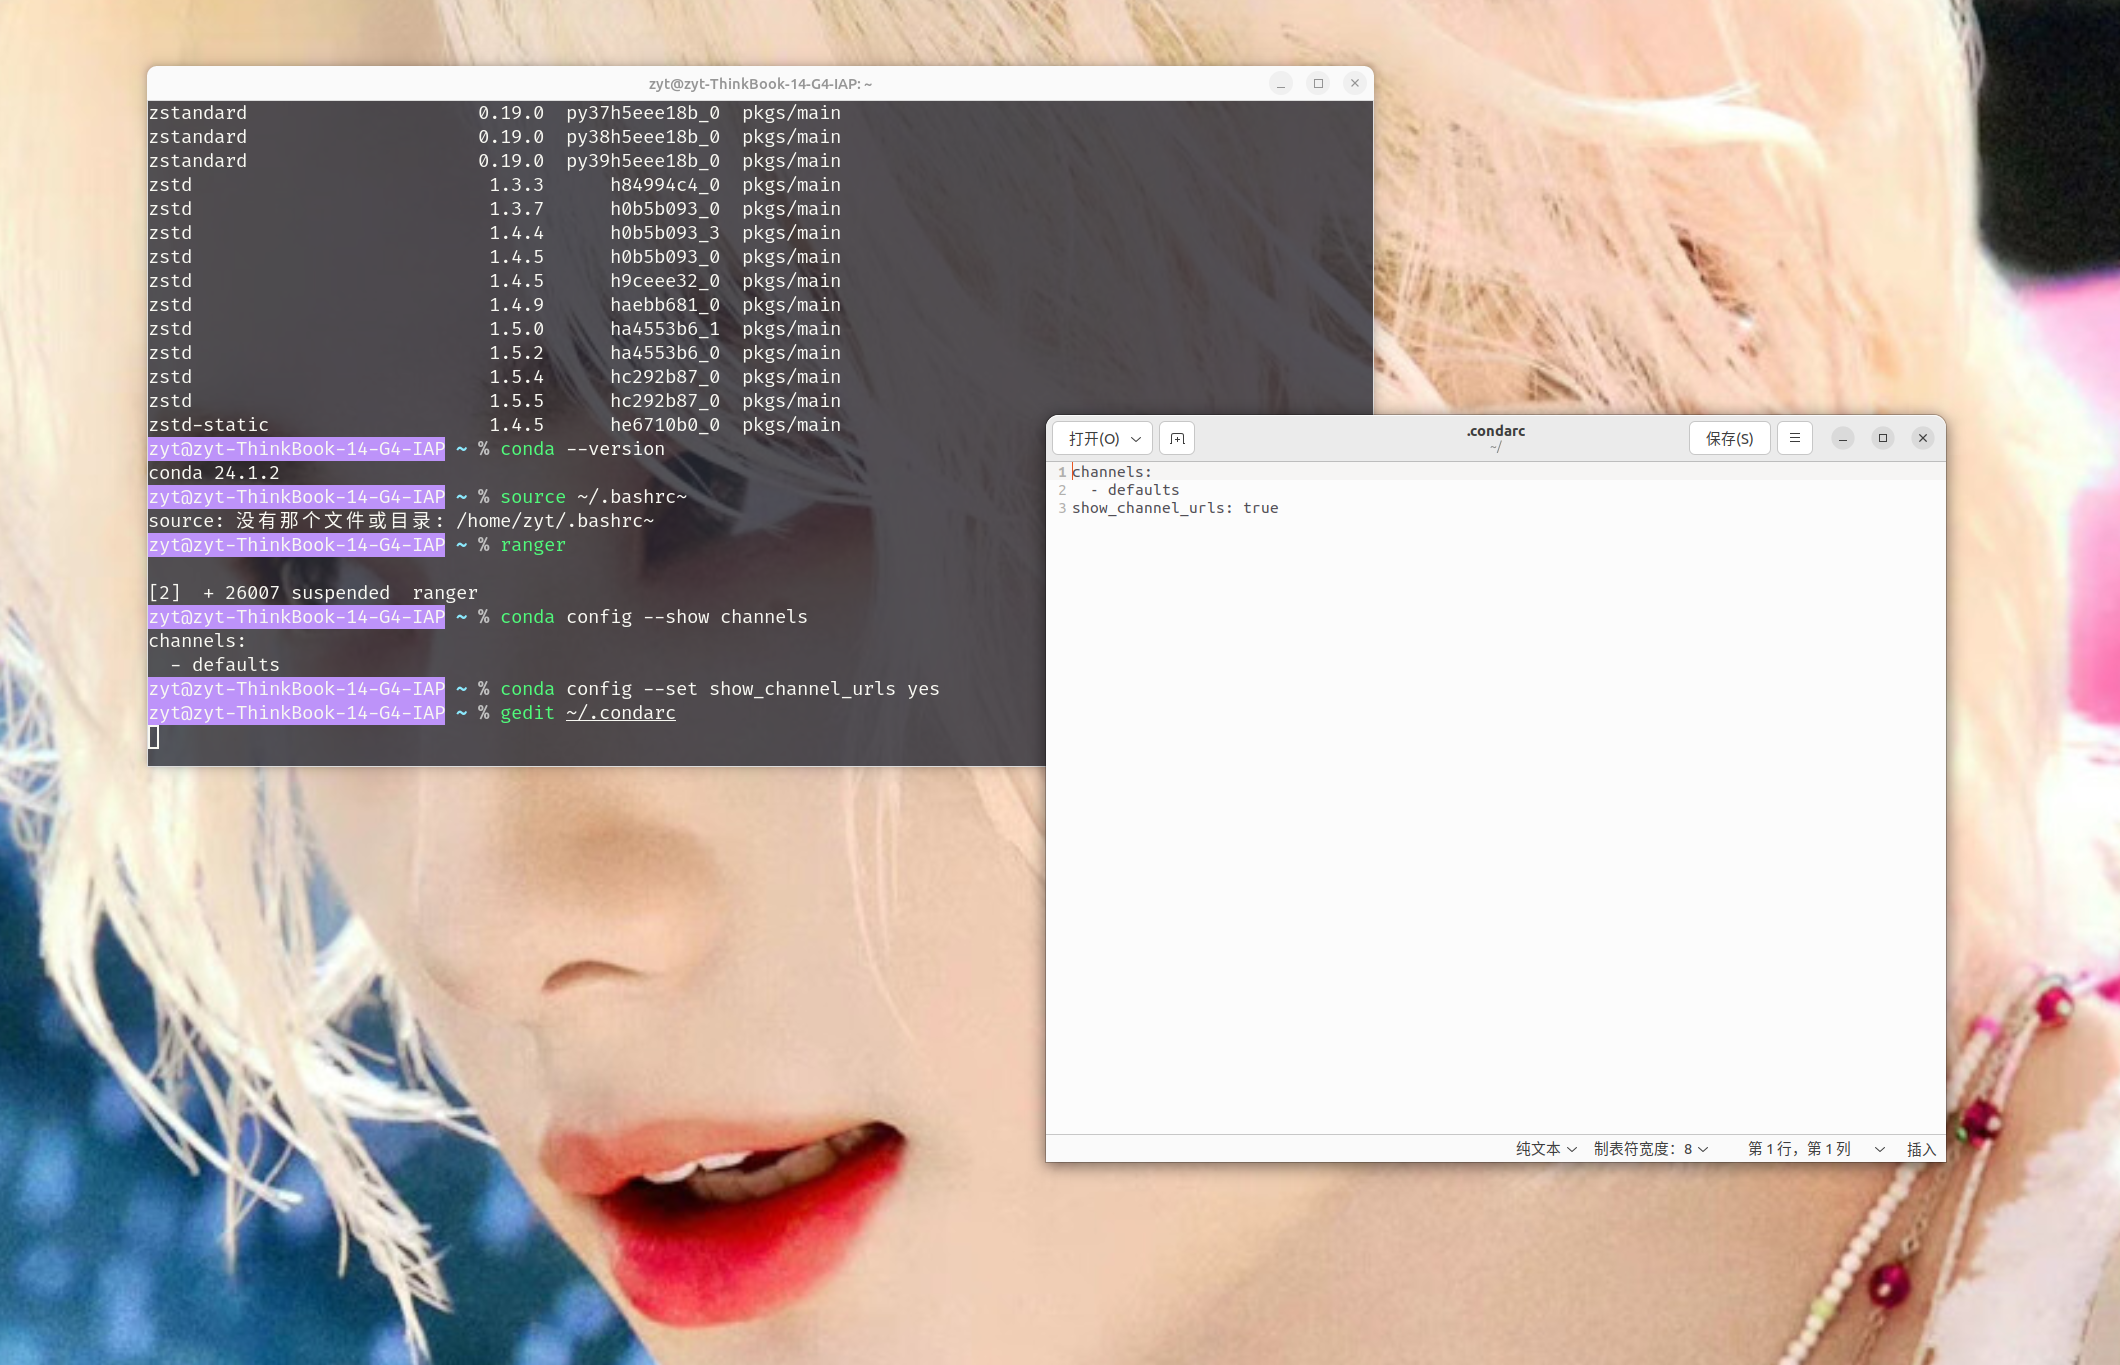 zyt@zyt-ThinkBook-14-G4-IAP: ~
zstandard 0.19.0 py37h5eee18b_0 pkgs/main
zstandard 0.19.0 py38h5eee18b_0 pkgs/main
zstandard 0.19.0 py39h5eee18b_0 pkgs/main
zstd 1.3.3 h84994c4_0 pkgs/main
zstd 1.3.7 h0b5b093_0 pkgs/main
zstd 1.4.4 h0b5b093_3 pkgs/main
zstd 1.4.5 h0b5b093_0 pkgs/main
zstd 1.4.5 h9ceee32_0 pkgs/main
zstd 1.4.9 haebb681_0 pkgs/main
zstd 1.5.0 ha4553b6_1 pkgs/main
zstd 1.5.2 ha4553b6_0 pkgs/main
zstd 1.5.4 hc292b87_0 pkgs/main
zstd 1.5.5 hc292b87_0 pkgs/main
zstd-static 1.4.5 he6710b0_0 pkgs/main
zyt@zyt-ThinkBook-14-G4-IAP ~ % conda --version
conda 24.1.2
zyt@zyt-ThinkBook-14-G4-IAP ~ % source ~/.bashrc~
source: 没有那个文件或目录: /home/zyt/.bashrc~
zyt@zyt-ThinkBook-14-G4-IAP ~ % ranger
[2]  + 26007 suspended  ranger
zyt@zyt-ThinkBook-14-G4-IAP ~ % conda config --show channels
channels:
  - defaults
zyt@zyt-ThinkBook-14-G4-IAP ~ % conda config --set show_channel_urls yes
zyt@zyt-ThinkBook-14-G4-IAP ~ % gedit ~/.condarc
打开(O) .condarc 保存(S)
~/
1 channels:
2   - defaults
3 show_channel_urls: true
纯文本 制表符宽度：8 第 1 行，第 1 列 插入